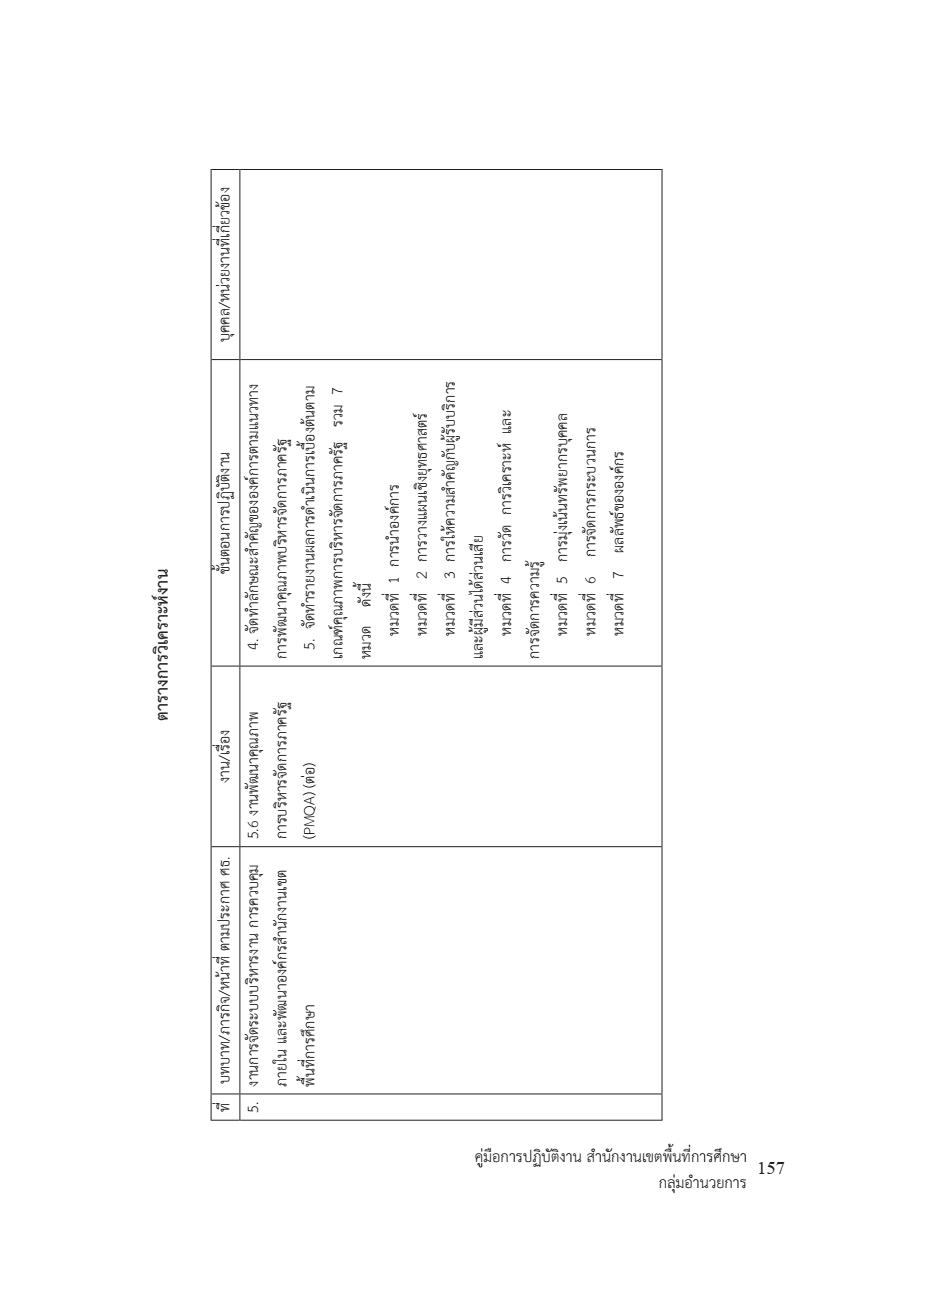 ตารางการวิเคราะห์งาน
ที่
บทบาท/ภารกิจ/หน้าที่ ตามประกาศ ศธ.
งาน/เรื่อง
ขั้นตอนการปฏิบัติงาน
บุคคล/หน่วยงานที่เกี่ยวข้อง
5.
งานการจัดระบบบริหารงาน การควบคุม
ภายใน และพัฒนาองค์กรสำนักงานเขต
พื้นที่การศึกษา
5.6 งานพัฒนาคุณภาพ
การบริหารจัดการภาครัฐ
(PMQA) (ต่อ)
4. จัดทำลักษณะสำคัญขององค์การตามแนวทาง
การพัฒนาคุณภาพบริหารจัดการภาครัฐ
5. จัดทำรายงานผลการดำเนินการเบื้องต้นตาม
เกณฑ์คุณภาพการบริหารจัดการภาครัฐ รวม 7
หมวด ดังนี้
หมวดที่ 1 การนำองค์การ
หมวดที่ 2 การวางแผนเชิงยุทธศาสตร์
หมวดที่ 3 การให้ความสำคัญกับผู้รับบริการ
และผู้มีส่วนได้ส่วนเสีย
หมวดที่ 4 การวัด การวิเคราะห์ และ
การจัดการความรู้
หมวดที่ 5 การมุ่งเน้นทรัพยากรบุคคล
หมวดที่ 6 การจัดการกระบวนการ
หมวดที่ 7 ผลลัพธ์ขององค์กร
คู่มือการปฏิบัติงาน สำนักงานเขตพื้นที่การศึกษา
กลุ่มอำนวยการ
157